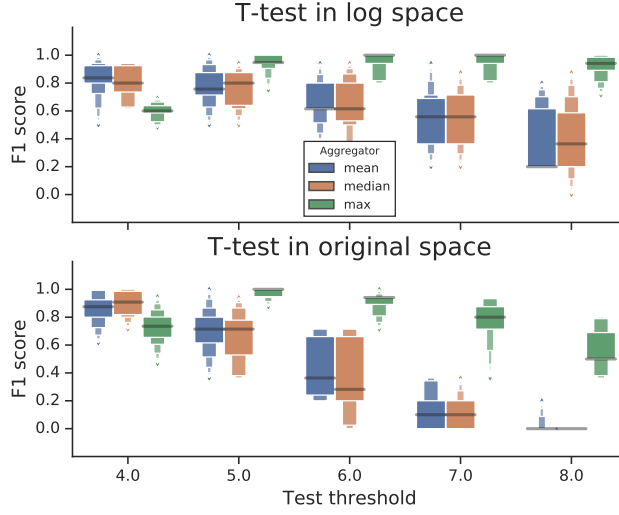 T-test in log space
F1 score
1.0
0.8
0.6
0.4
0.2
0.0
Aggregator
mean
median
max
T-test in original space
F1 score
1.0
0.8
0.6
0.4
0.2
0.0
4.0 5.0 6.0 7.0 8.0
Test threshold